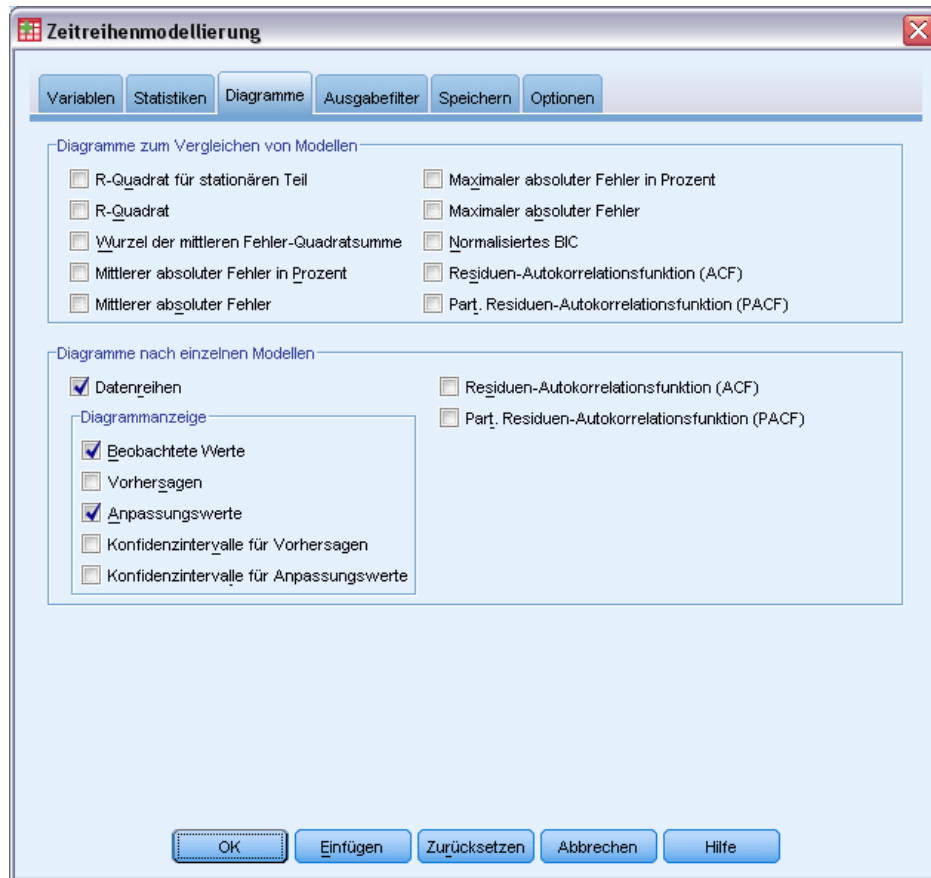 Zeitreihenmodellierung
Variablen Statistiken Diagramme Ausgabefilter Speichern Optionen
Diagramme zum Vergleichen von Modellen
R-Quadrat für stationären Teil
R-Quadrat
Wurzel der mittleren Fehler-Quadratsumme
Mittlerer absoluter Fehler in Prozent
Mittlerer absoluter Fehler
Maximaler absoluter Fehler in Prozent
Maximaler absoluter Fehler
Normalisiertes BIC
Residuen-Autokorrelationsfunktion (ACF)
Part. Residuen-Autokorrelationsfunktion (PACF)
Diagramme nach einzelnen Modellen
Datenreihen
Diagrammanzeige
Beobachtete Werte
Vorhersagen
Anpassungswerte
Konfidenzintervalle für Vorhersagen
Konfidenzintervalle für Anpassungswerte
Residuen-Autokorrelationsfunktion (ACF)
Part. Residuen-Autokorrelationsfunktion (PACF)
OK Einfügen Zurücksetzen Abbrechen Hilfe